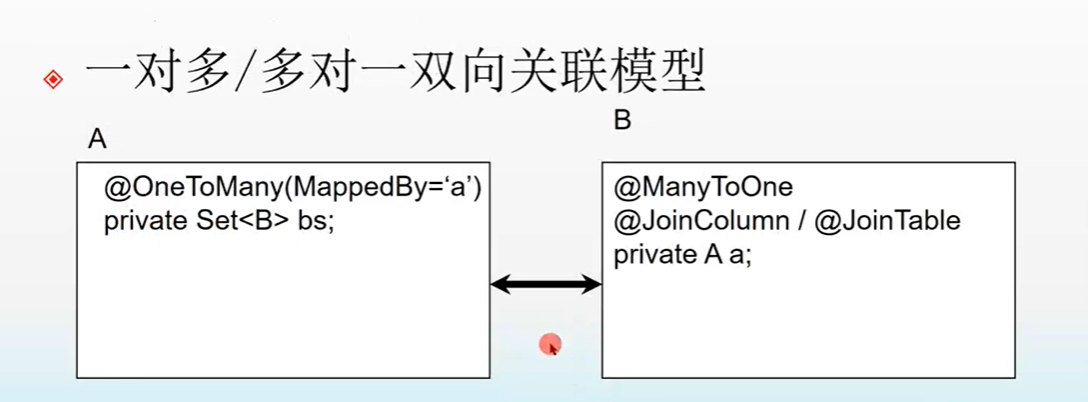 一对多/多对一双向关联模型
A
@OneToMany(MappedBy=‘a’)
private Set<B> bs;
B
@ManyToOne
@JoinColumn / @JoinTable
private A a;